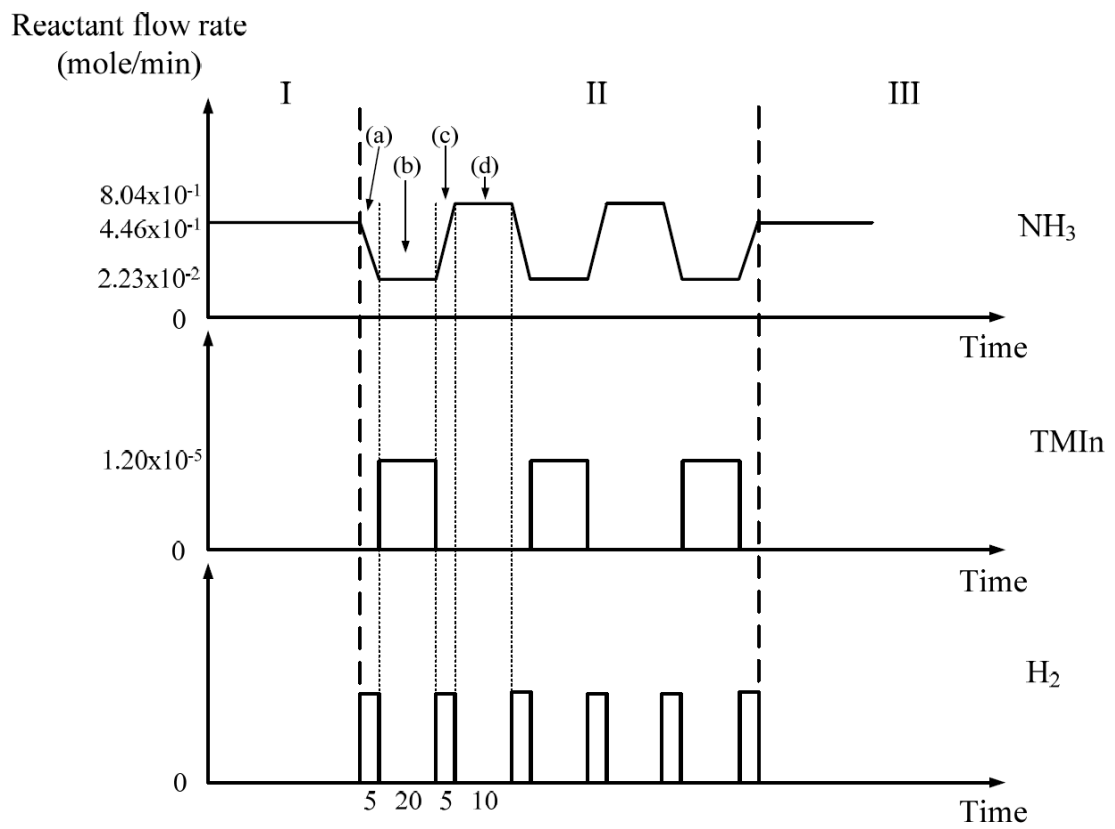 Reactant flow rate
(mole/min)
I
II
III
(a)
(b)
(c)
(d)
8.04x10⁻¹
4.46x10⁻¹
2.23x10⁻²
0
NH₃
Time
1.20x10⁻⁵
0
TMIn
Time
H₂
0
5 20 5 10
Time